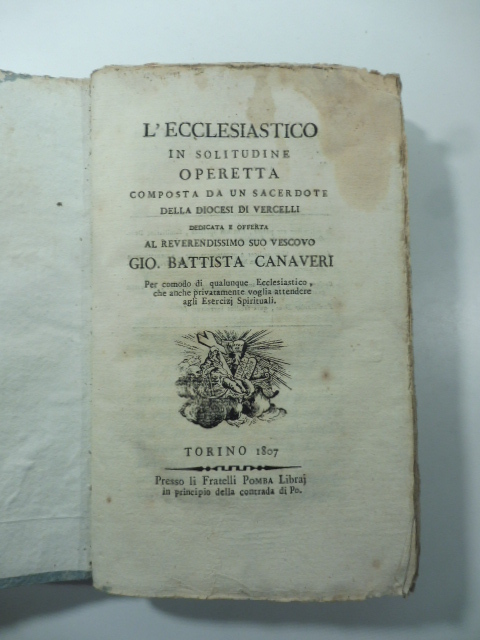 L'ECCLESIASTICO
IN SOLITUDINE
OPERETTA
COMPOSTA DA UN SACERDOTE
DELLA DIOCESI DI VERCELLI
DEDICATA E OFFERTA
AL REVERENDISSIMO SUO VESCOVO
GIO. BATTISTA CANAVERI
Per comodo di qualunque Ecclesiastico,
che anche privatamente voglia attendere
agli Esercizj Spirituali.
TORINO 1807
Presso li Fratelli POMBA Libraj
in principio della contrada di Po.